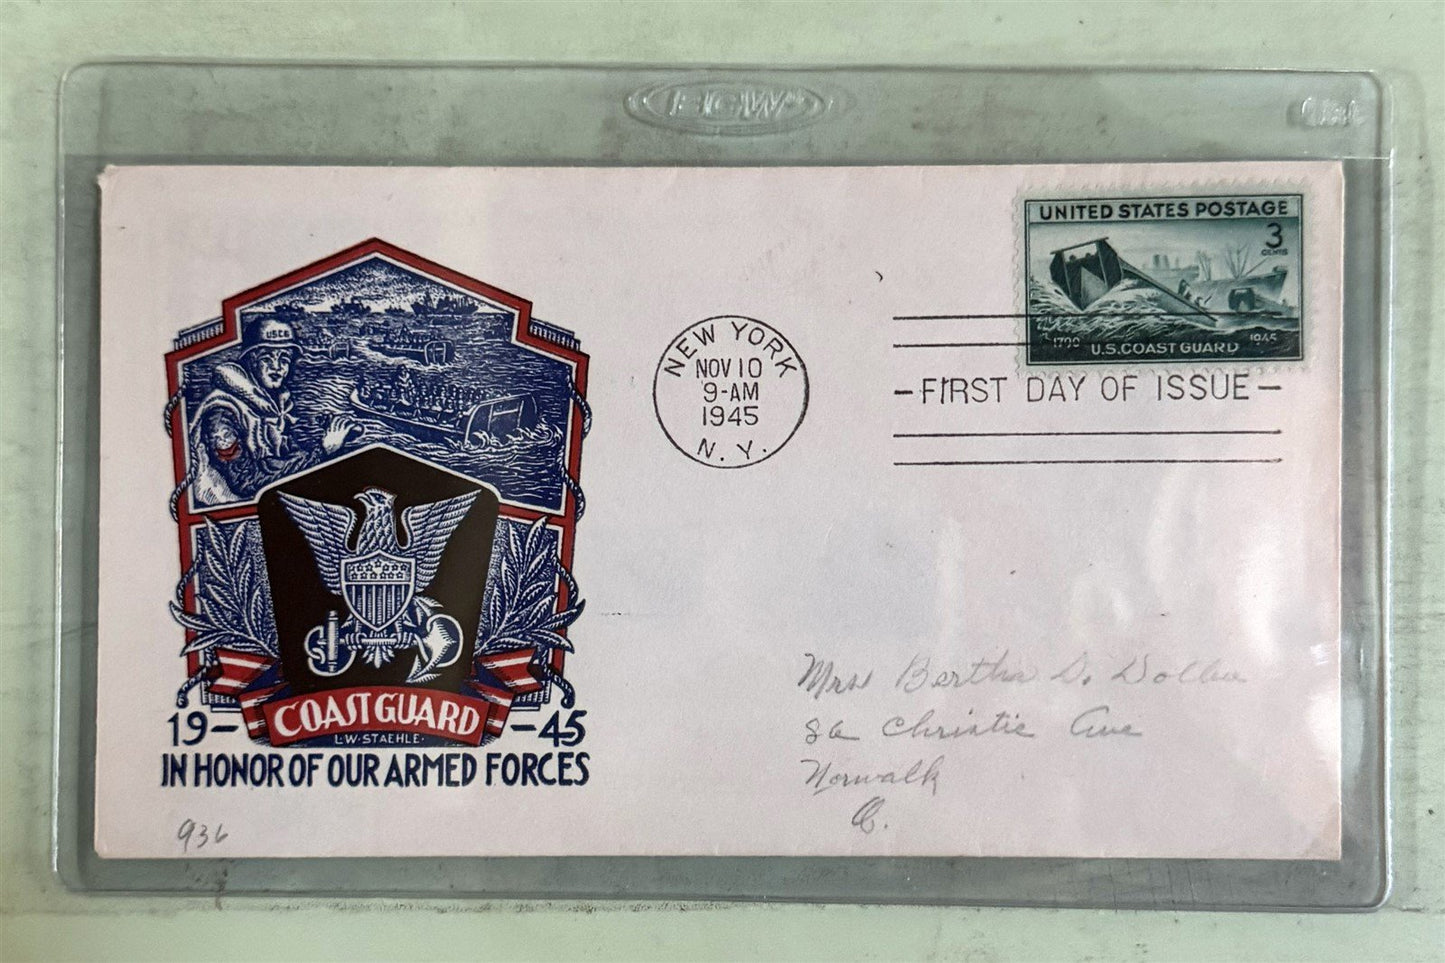 UNITED STATES POSTAGE
3
CENTS
1790 1945
U.S. COAST GUARD
NEW YORK
NOV 10
9-AM
1945
N. Y.
-FIRST DAY OF ISSUE-
USCG
COAST GUARD
L·W·STAEHLE·
19- -45
IN HONOR OF OUR ARMED FORCES
936
Mrs Bertha D.
Christie Ave
Norwalk
O.